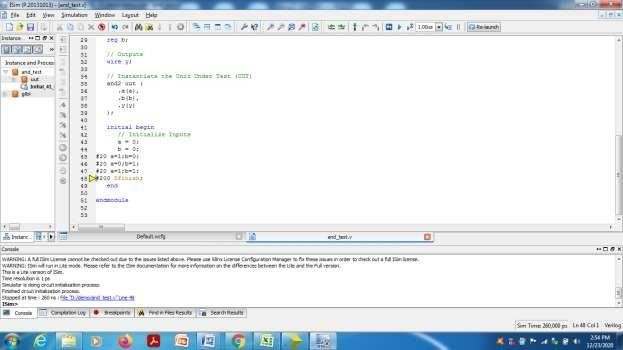 ISim (P.20131013) - [and_test.v]
File Edit View Simulation Window Layout Help
1.00us
Re-launch
Instance...
Instance and Process
and_test
uut
Initial_41_
glbl
29 reg b;
30
31 // Outputs
32 wire y;
33
34 // Instantiate the Unit Under Test (UUT)
35 and2 uut (
36 .a(a),
37 .b(b),
38 .y(y)
39 );
40
41 initial begin
42 // Initialize Inputs
43 a = 0;
44 b = 0;
45 #20 a=1;b=0;
46 #20 a=0;b=1;
47 #20 a=1;b=1;
48 #200 $finish;
49 end
50
51 endmodule
52
53
Instanc...
Default.wcfg
and_test.v
Console
WARNING: A full ISim License cannot be checked out due to the issues listed above. Please use Xilinx License Configuration Manager to fix these issues in order to check out a full ISim license.
WARNING: ISim will run in Lite mode. Please refer to the ISim documentation for more information on the differences between the Lite and the Full version.
This is a Lite version of ISim.
Time resolution is 1 ps
Simulator is doing circuit initialization process.
Finished circuit initialization process.
Stopped at time : 260 ns : File "D:/demo/and_test.v" Line 48
ISim>
Console
Compilation Log
Breakpoints
Find in Files Results
Search Results
Sim Time: 260,000 ps
Ln 48 Col 1
Verilog
2:54 PM
12/23/2020